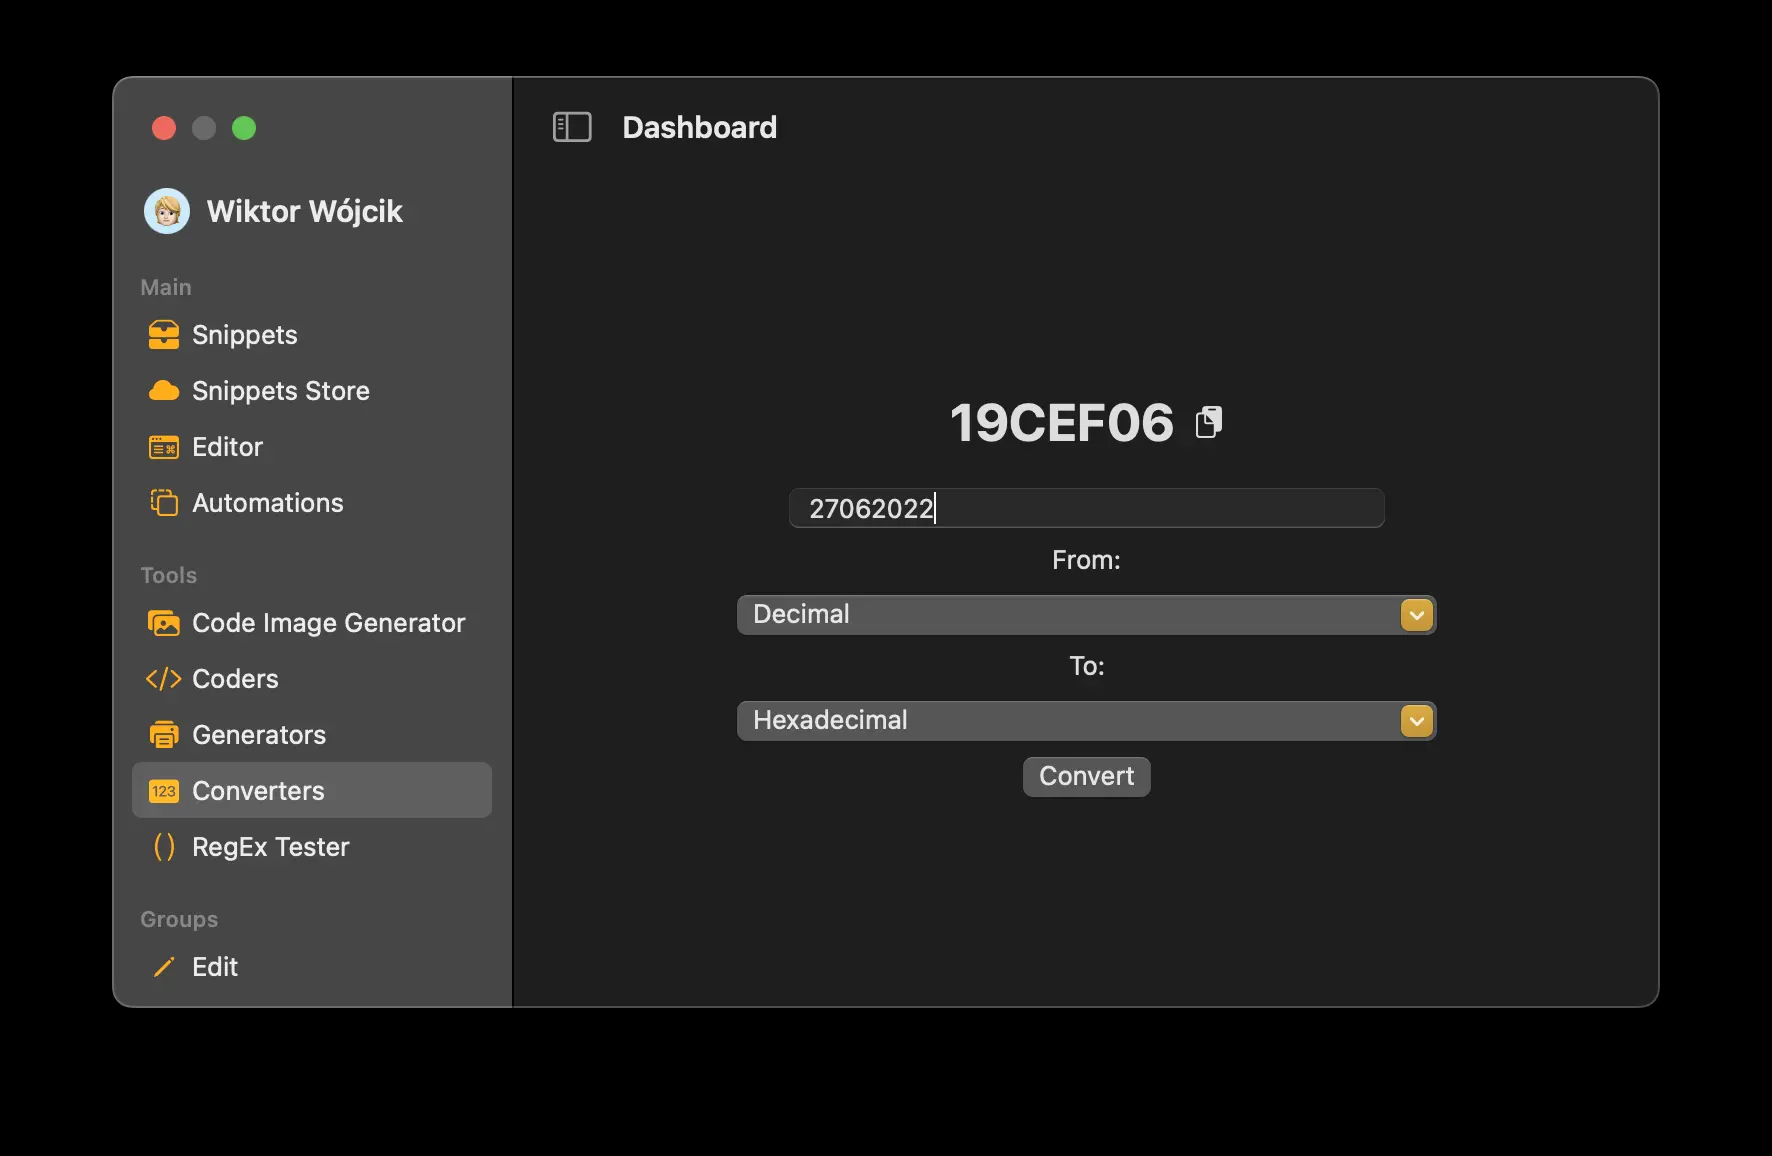 Wiktor Wójcik
Main
Snippets
Snippets Store
Editor
Automations
Tools
Code Image Generator
Coders
Generators
123 Converters
RegEx Tester
Groups
Edit
Dashboard
19CEF06
27062022
From:
Decimal
To:
Hexadecimal
Convert